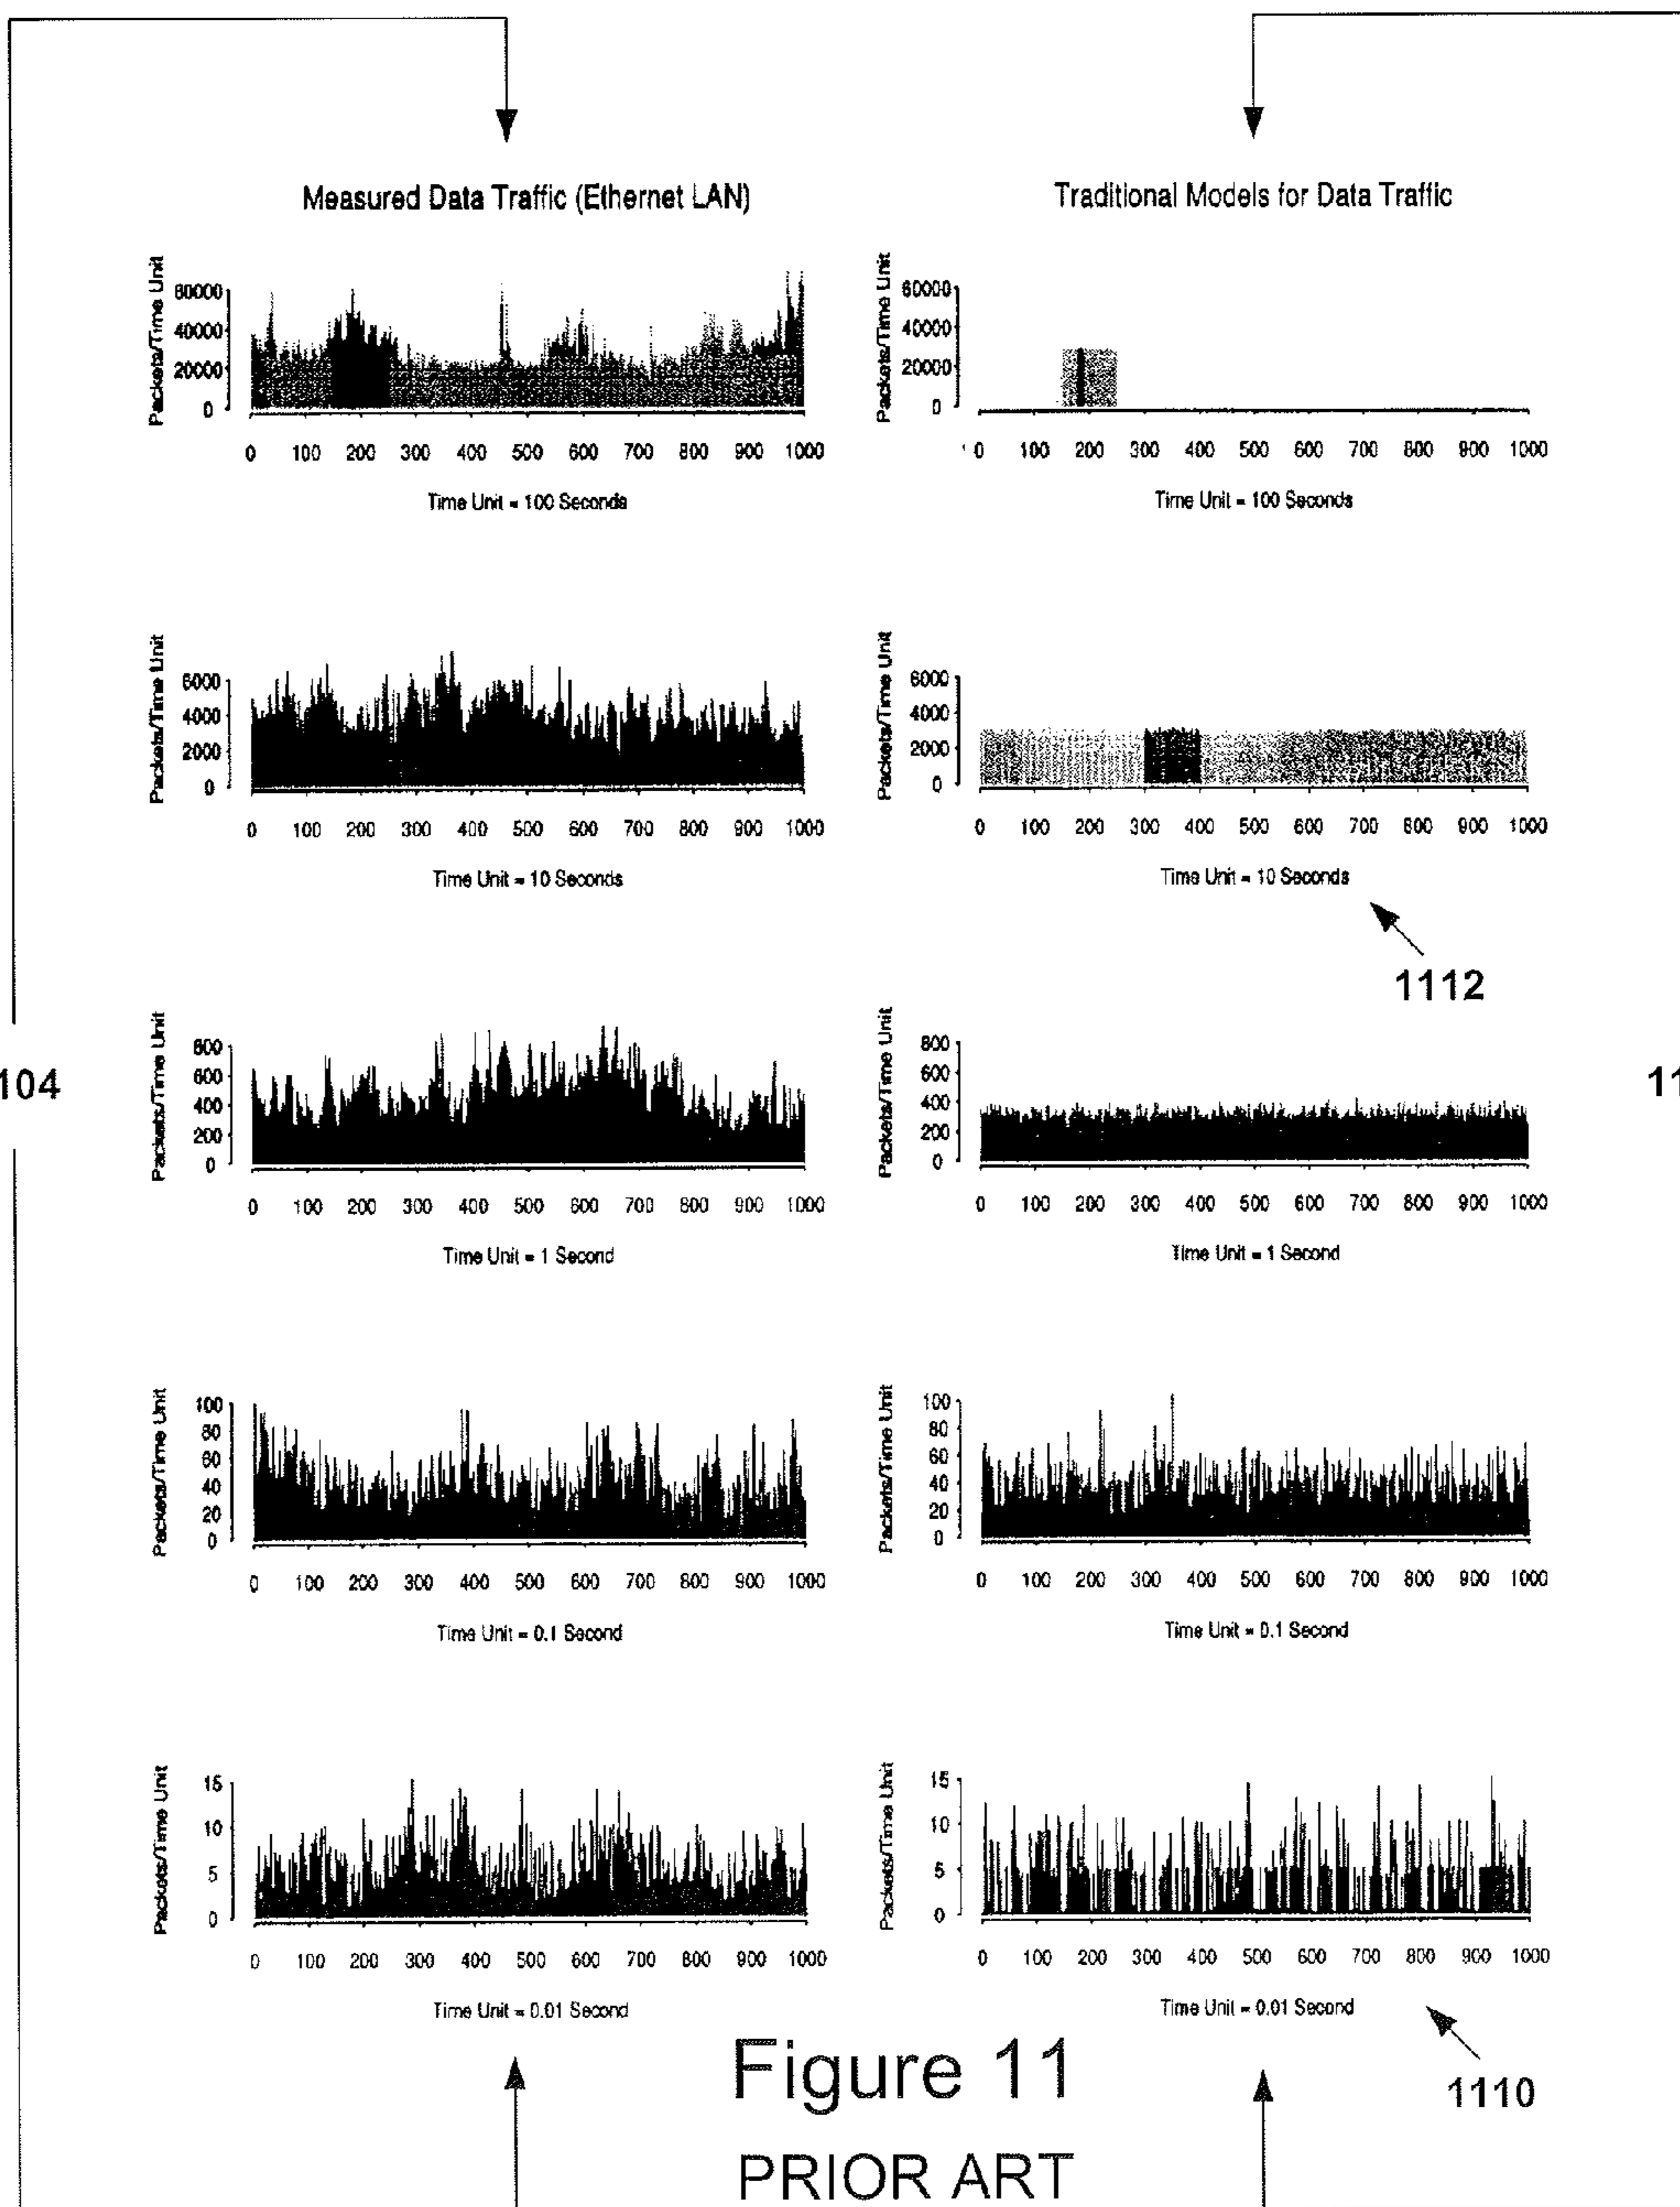 Measured Data Traffic (Ethernet LAN)
Packets/Time Unit
60000
40000
20000
0
0 100 200 300 400 500 600 700 800 900 1000
Time Unit = 100 Seconds
Packets/Time Unit
6000
4000
2000
0
0 100 200 300 400 500 600 700 800 900 1000
Time Unit = 10 Seconds
Packets/Time Unit
800
600
400
200
0
0 100 200 300 400 500 600 700 800 900 1000
Time Unit = 1 Second
Packets/Time Unit
100
80
60
40
20
0
0 100 200 300 400 500 600 700 800 900 1000
Time Unit = 0.1 Second
Packets/Time Unit
15
10
5
0
0 100 200 300 400 500 600 700 800 900 1000
Time Unit = 0.01 Second
104
Traditional Models for Data Traffic
Packets/Time Unit
60000
40000
20000
0
0 100 200 300 400 500 600 700 800 900 1000
Time Unit = 100 Seconds
Packets/Time Unit
6000
4000
2000
0
0 100 200 300 400 500 600 700 800 900 1000
Time Unit = 10 Seconds
1112
Packets/Time Unit
800
600
400
200
0
0 100 200 300 400 500 600 700 800 900 1000
Time Unit = 1 Second
11
Packets/Time Unit
100
80
60
40
20
0
0 100 200 300 400 500 600 700 800 900 1000
Time Unit = 0.1 Second
Packets/Time Unit
15
10
5
0
0 100 200 300 400 500 600 700 800 900 1000
Time Unit = 0.01 Second
1110
Figure 11
PRIOR ART